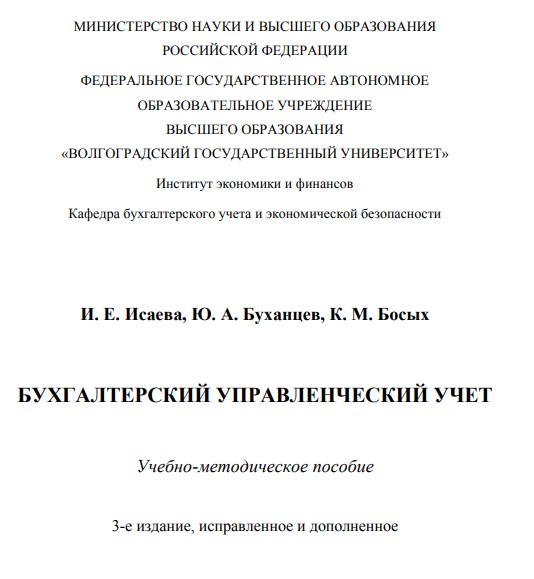 МИНИСТЕРСТВО НАУКИ И ВЫСШЕГО ОБРАЗОВАНИЯ
РОССИЙСКОЙ ФЕДЕРАЦИИ
ФЕДЕРАЛЬНОЕ ГОСУДАРСТВЕННОЕ АВТОНОМНОЕ
ОБРАЗОВАТЕЛЬНОЕ УЧРЕЖДЕНИЕ
ВЫСШЕГО ОБРАЗОВАНИЯ
«ВОЛГОГРАДСКИЙ ГОСУДАРСТВЕННЫЙ УНИВЕРСИТЕТ»
Институт экономики и финансов
Кафедра бухгалтерского учета и экономической безопасности
И. Е. Исаева, Ю. А. Буханцев, К. М. Босых
БУХГАЛТЕРСКИЙ УПРАВЛЕНЧЕСКИЙ УЧЕТ
Учебно-методическое пособие
3-е издание, исправленное и дополненное